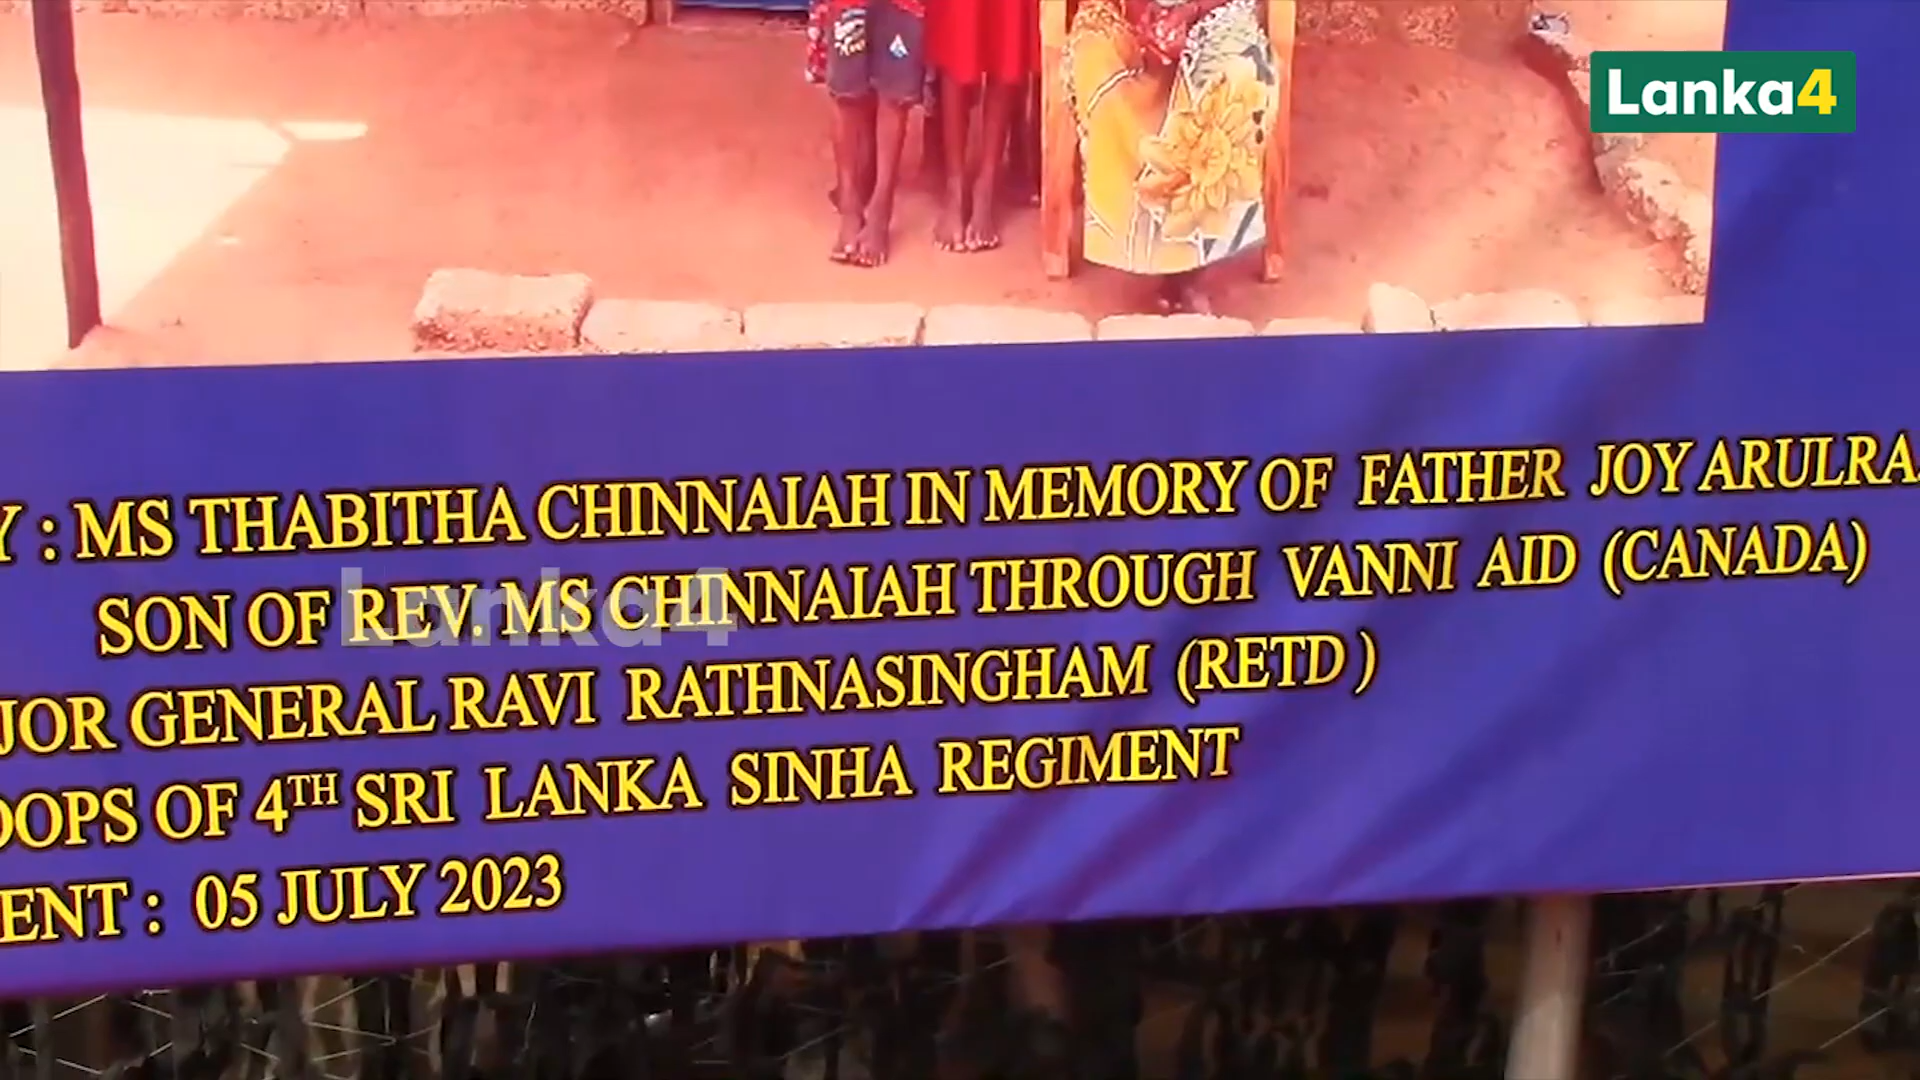 Lanka4
Y : MS THABITHA CHINNAIAH IN MEMORY OF FATHER JOY ARULRA
SON OF REV. MS CHINNAIAH THROUGH VANNI AID (CANADA)
JOR GENERAL RAVI RATHNASINGHAM (RETD )
OOPS OF 4TH SRI LANKA SINHA REGIMENT
ENT : 05 JULY 2023
Lanka4